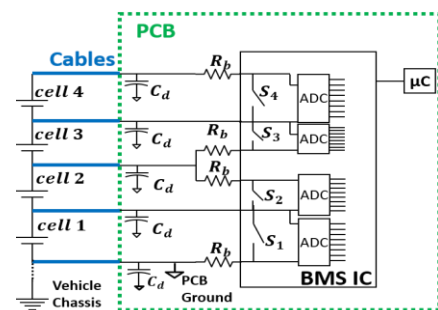 PCB
Cables
R_b
μC
cell 4
C_d
S_4
ADC
cell 3
C_d
R_b
S_3
ADC
cell 2
C_d
R_b
S_2
ADC
cell 1
C_d
S_1
ADC
R_b
BMS IC
Vehicle
Chassis
C_d
PCB
Ground